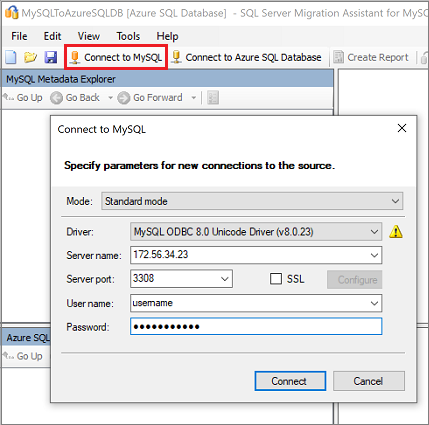 MySQLToAzureSQLDB [Azure SQL Database] - SQL Server Migration Assistant for MySQ
File Edit View Tools Help
Connect to MySQL Connect to Azure SQL Database Create Report
MySQL Metadata Explorer
Go Up Go Back Go Forward
Connect to MySQL
Specify parameters for new connections to the source.
Mode: Standard mode
Driver: MySQL ODBC 8.0 Unicode Driver (v8.0.23)
Server name: 172.56.34.23
Server port: 3308 SSL Configure
User name: username
Password: ●●●●●●●●●●●
Azure SQ
Go Up
Connect Cancel